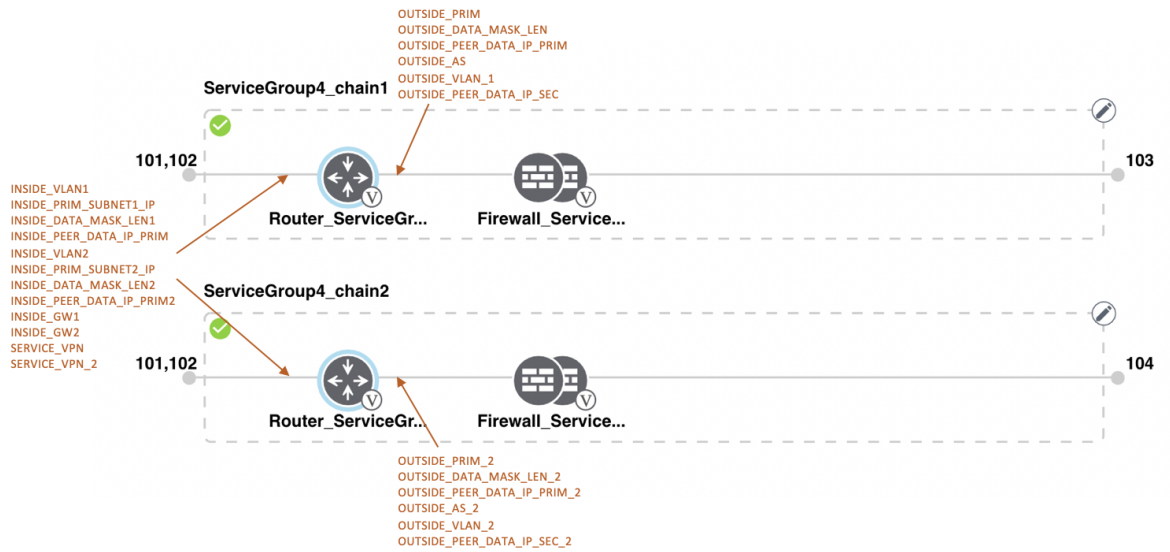 OUTSIDE_PRIM
OUTSIDE_DATA_MASK_LEN
OUTSIDE_PEER_DATA_IP_PRIM
OUTSIDE_AS
OUTSIDE_VLAN_1
OUTSIDE_PEER_DATA_IP_SEC
ServiceGroup4_chain1
101,102
103
V
V
Router_ServiceGr...
Firewall_Service...
INSIDE_VLAN1
INSIDE_PRIM_SUBNET1_IP
INSIDE_DATA_MASK_LEN1
INSIDE_PEER_DATA_IP_PRIM
INSIDE_VLAN2
INSIDE_PRIM_SUBNET2_IP
INSIDE_DATA_MASK_LEN2
INSIDE_PEER_DATA_IP_PRIM2
INSIDE_GW1
INSIDE_GW2
SERVICE_VPN
SERVICE_VPN_2
ServiceGroup4_chain2
101,102
104
V
V
Router_ServiceGr...
Firewall_Service...
OUTSIDE_PRIM_2
OUTSIDE_DATA_MASK_LEN_2
OUTSIDE_PEER_DATA_IP_PRIM_2
OUTSIDE_AS_2
OUTSIDE_VLAN_2
OUTSIDE_PEER_DATA_IP_SEC_2